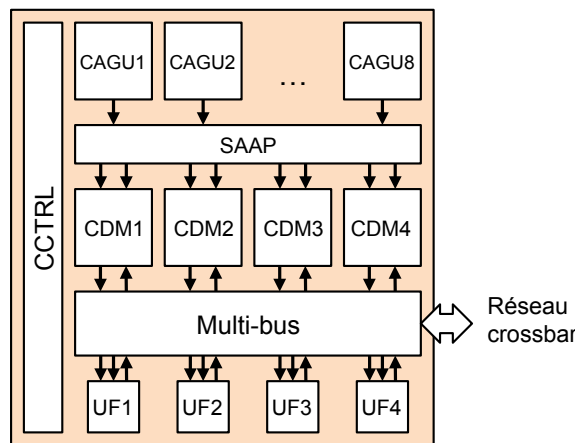 CAGU1 CAGU2 ... CAGU8
SAAP
CCTRL
CDM1 CDM2 CDM3 CDM4
Multi-bus
Réseau
crossbar
UF1 UF2 UF3 UF4